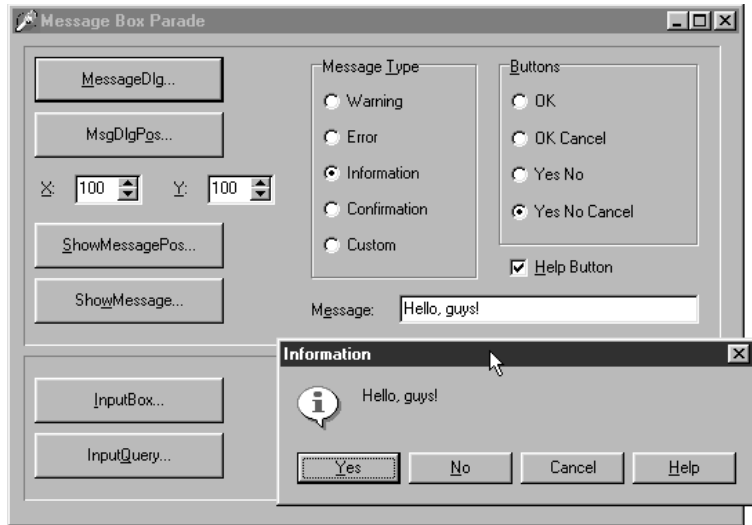 Message Box Parade
MessageDlg...
MsgDlgPos...
X: 100 Y: 100
ShowMessagePos...
ShowMessage...
Message Type
Warning
Error
Information
Confirmation
Custom
Buttons
OK
OK Cancel
Yes No
Yes No Cancel
Help Button
Message: Hello, guys!
InputBox...
InputQuery...
Information
Hello, guys!
Yes No Cancel Help